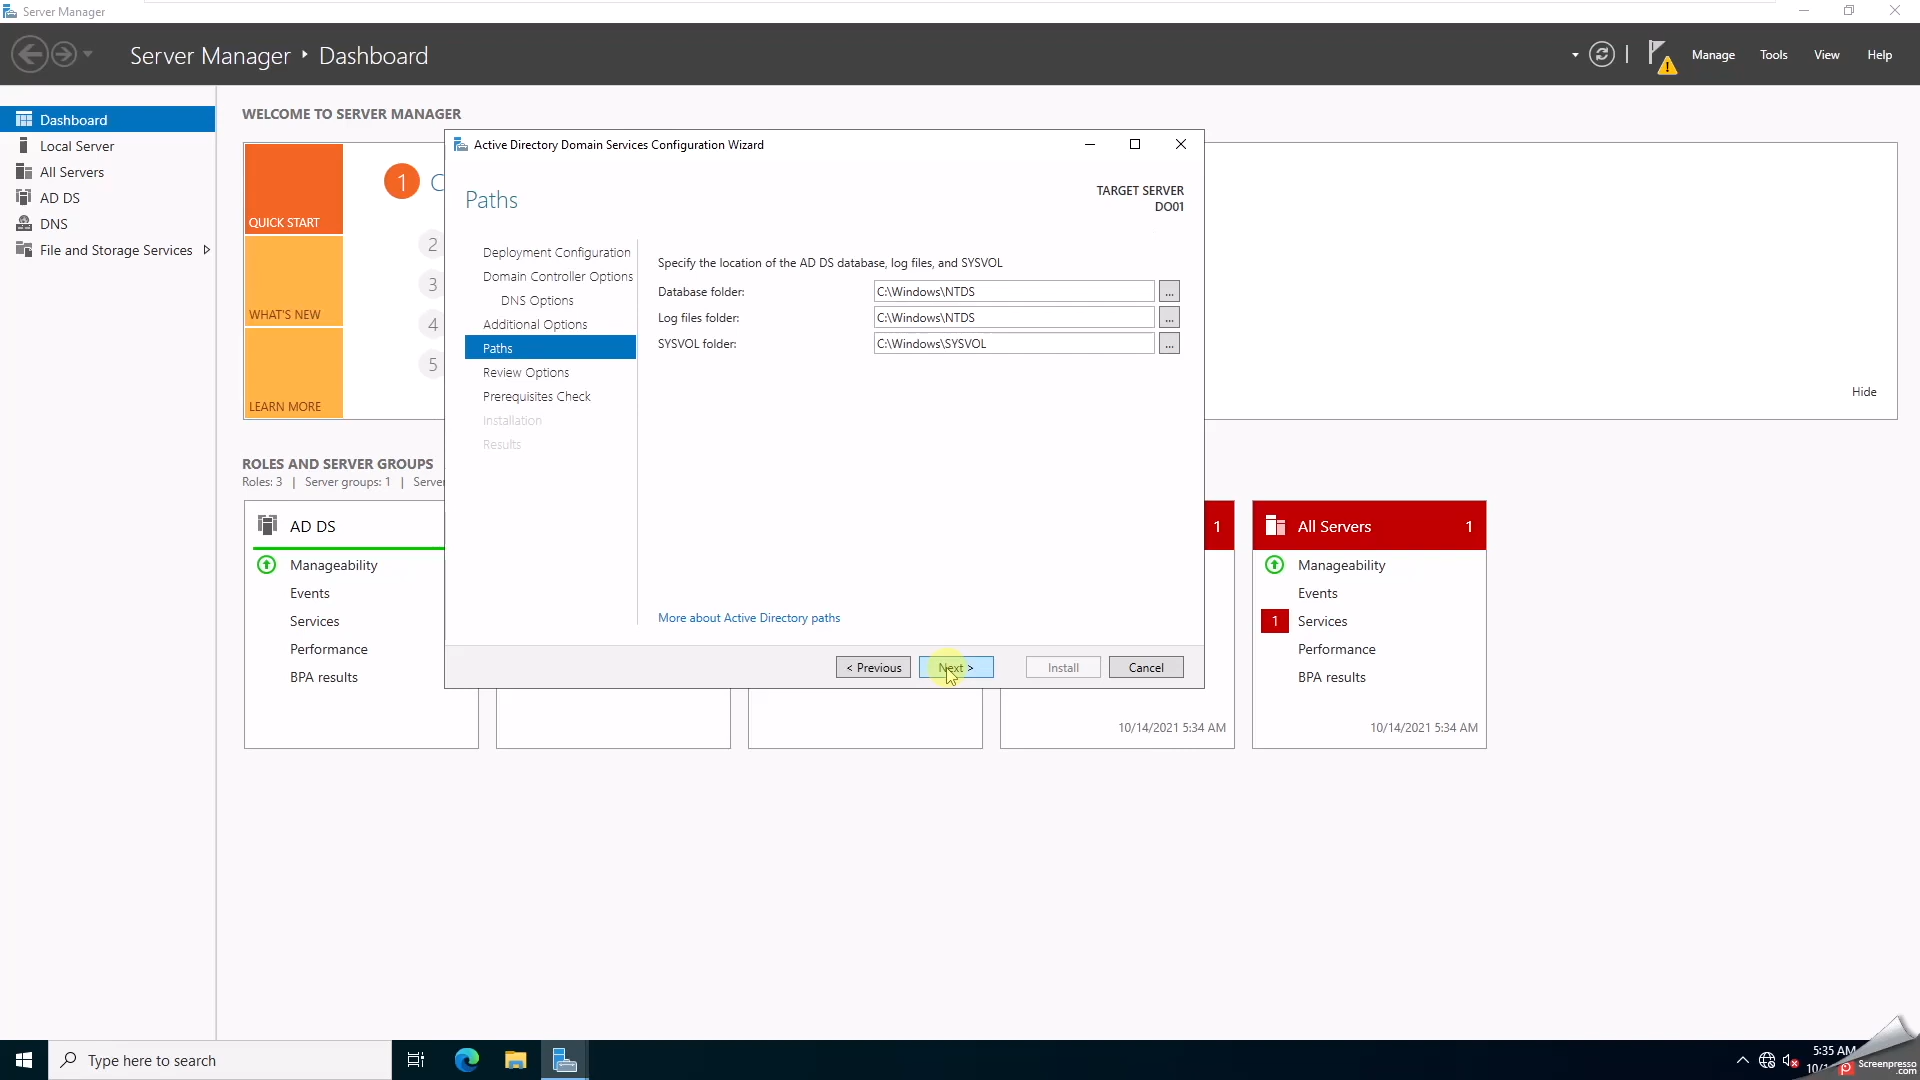 Server Manager
Server Manager ‣ Dashboard
Manage
Tools
View
Help
Dashboard
Local Server
All Servers
AD DS
DNS
File and Storage Services
WELCOME TO SERVER MANAGER
QUICK START
WHAT'S NEW
LEARN MORE
1
C
2
3
4
5
Hide
Active Directory Domain Services Configuration Wizard
Paths
TARGET SERVER
DO01
Deployment Configuration
Domain Controller Options
DNS Options
Additional Options
Paths
Review Options
Prerequisites Check
Installation
Results
Specify the location of the AD DS database, log files, and SYSVOL
Database folder:
C:\Windows\NTDS
...
Log files folder:
C:\Windows\NTDS
...
SYSVOL folder:
C:\Windows\SYSVOL
...
More about Active Directory paths
< Previous
Next >
Install
Cancel
ROLES AND SERVER GROUPS
Roles: 3 | Server groups: 1 |
AD DS
Manageability
Events
Services
Performance
BPA results
1
10/14/2021 5:34 AM
All Servers
1
Manageability
Events
1 Services
Performance
BPA results
10/14/2021 5:34 AM
Type here to search
5:35 AM
Screenpresso
.com